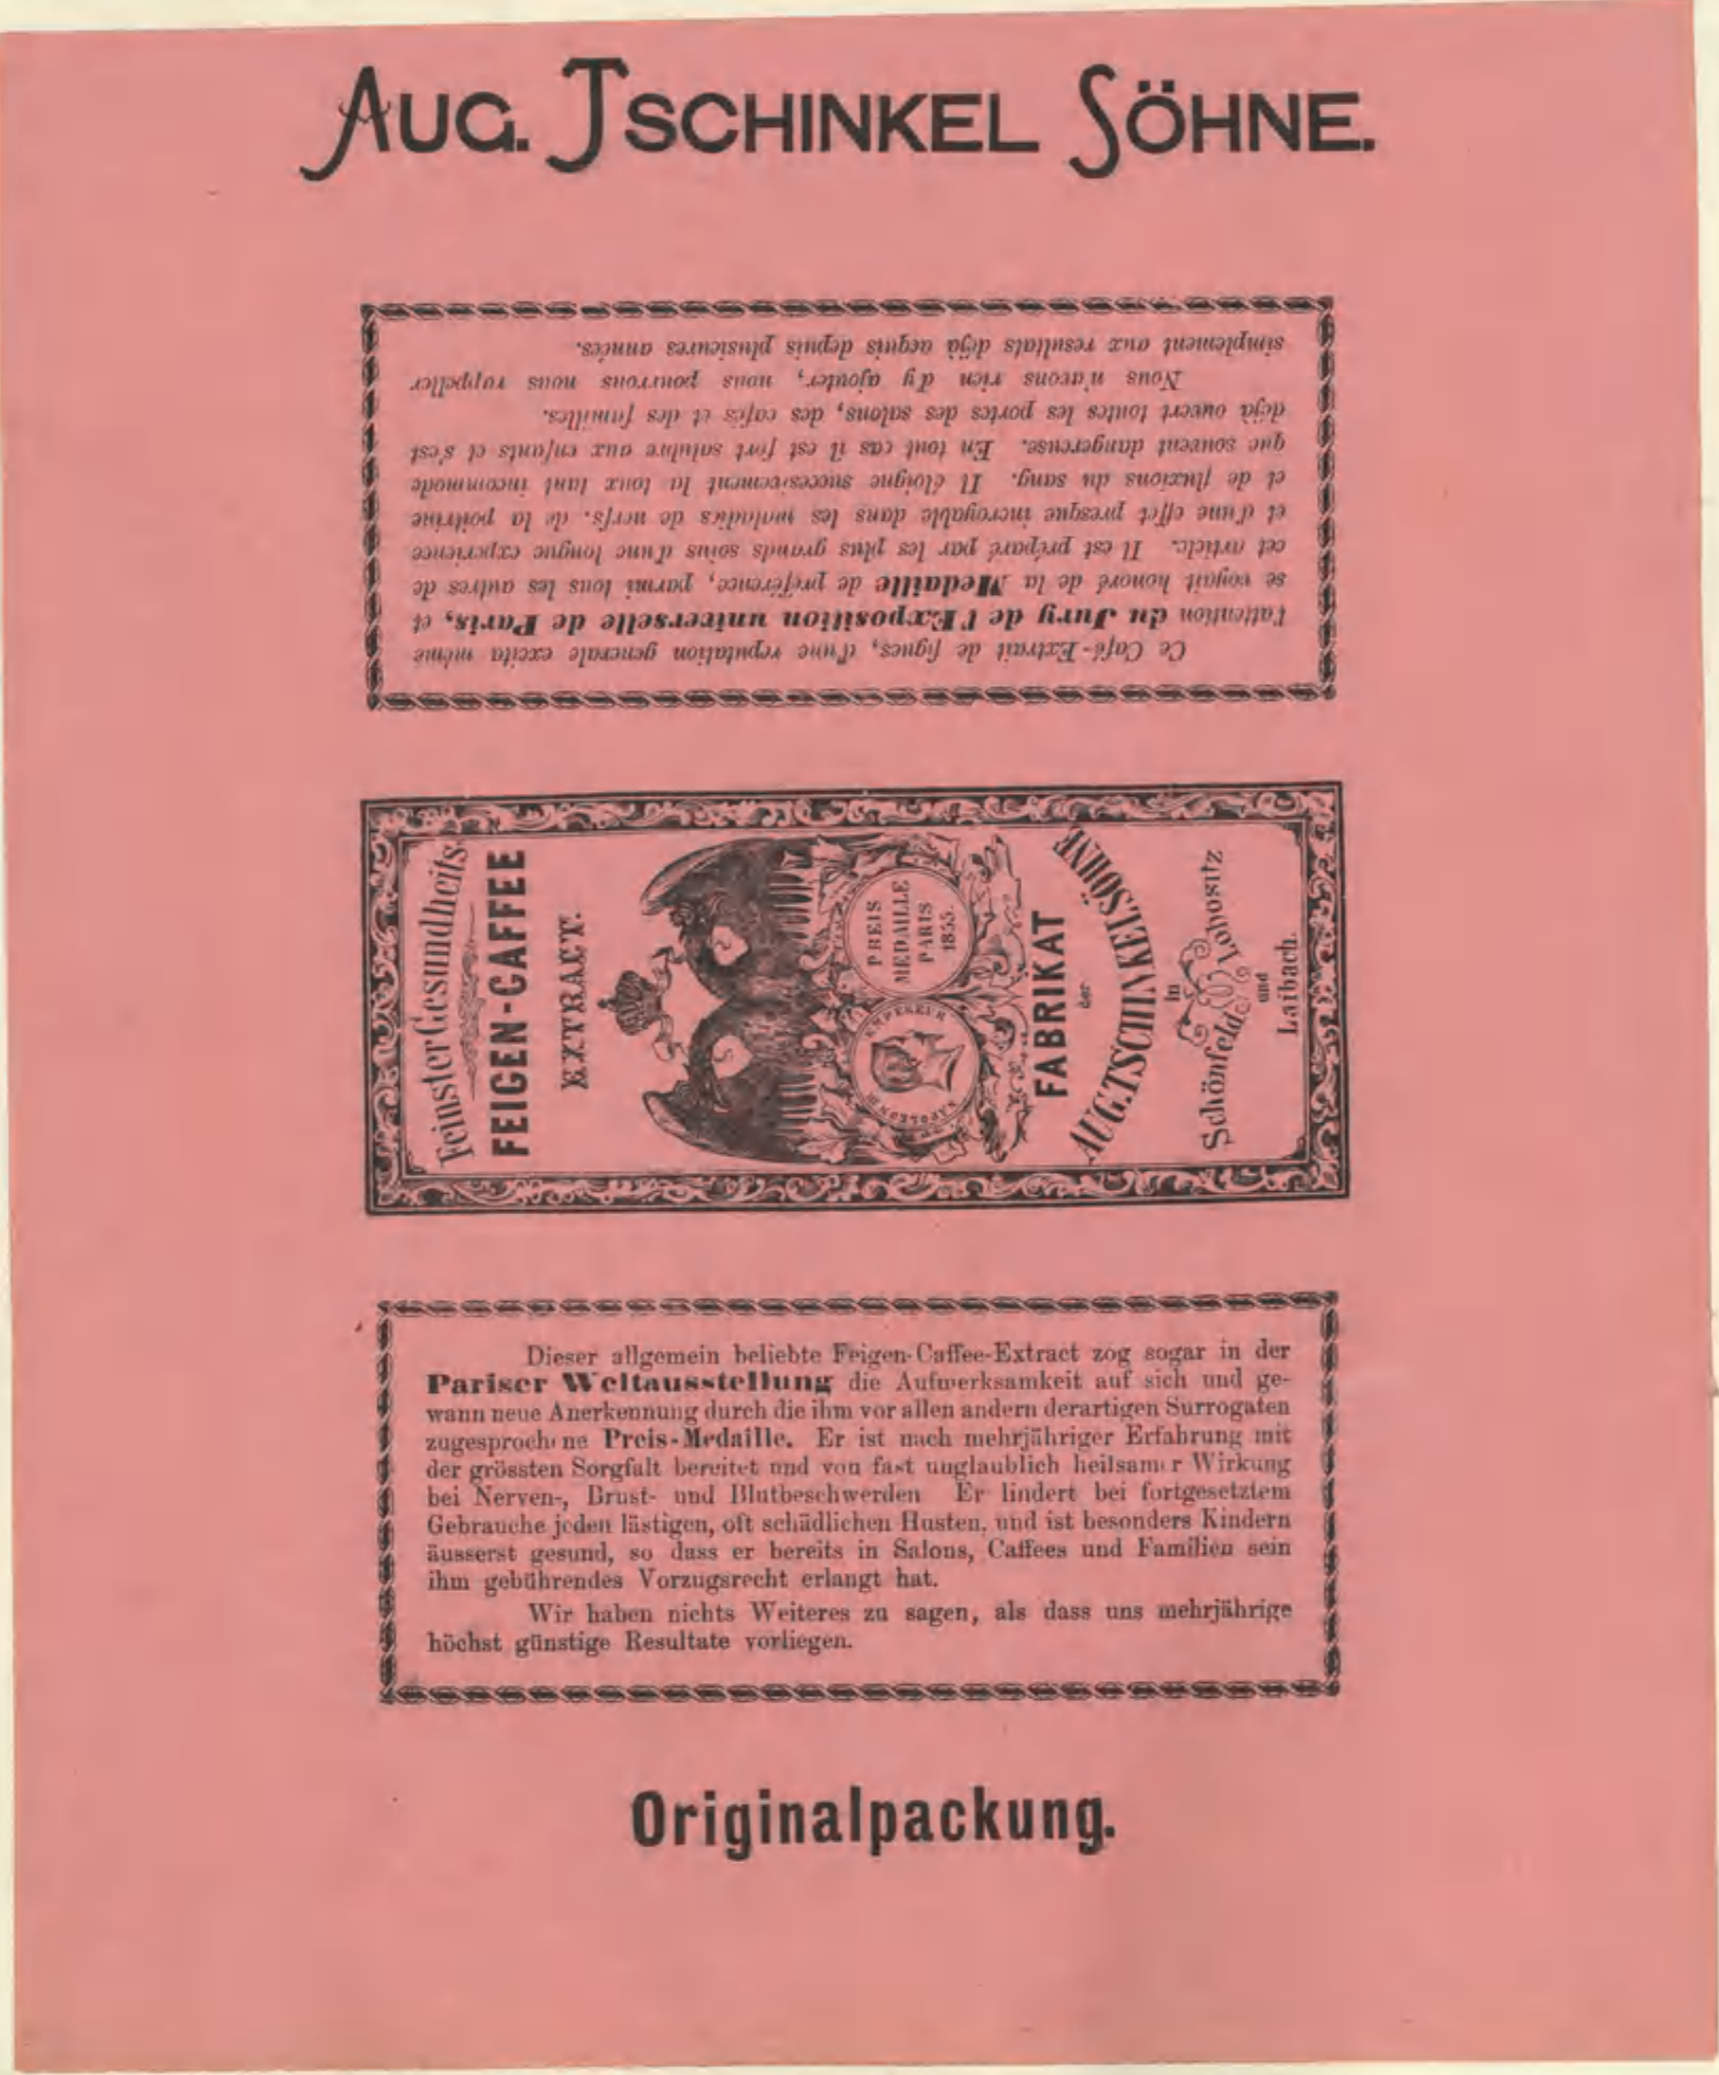 AUG. TSCHINKEL SÖHNE.
Ce Café-Extrait de figues, d'une reputation generale excita même
l'attention du Jury de l'Exposition universelle de Paris, et
se voyait honoré de la Medaille de préférence, parmi tous les autres de
cet article. Il est préparé par les plus grands soins d'une longue expérience
et d'une effet presque incroyable dans les maladies de nerfs, de la poitrine
et de fluxions du sang. Il éloigne successivement la toux tant incommode
que souvent dangereuse. En tout cas il est fort salubre aux enfants et s'est
déjà ouvert toutes les portes des salons, des cafés et des familles.
Nous n'avons rien d'y ajouter, nous pouvons nous rappeller
simplement aux resultats déjà acquis depuis plusieures années.
Feinster Gesundheits
FEIGEN-CAFFEE
EXTRACT.
NAPOLEON III EMPEREUR
PREIS
MEDAILLE
PARIS
1855.
FABRIKAT
der
AUG. TSCHINKEL SÖHNE
in
Schönfeld Lobositz
und
Laibach.
Dieser allgemein beliebte Feigen-Caffee-Extract zog sogar in der
Pariser Weltausstellung die Aufmerksamkeit auf sich und ge-
wann neue Anerkennung durch die ihm vor allen andern derartigen Surrogaten
zugesprochene Preis-Medaille. Er ist nach mehrjähriger Erfahrung mit
der grössten Sorgfalt bereitet und von fast unglaublich heilsamer Wirkung
bei Nerven-, Brust- und Blutbeschwerden Er lindert bei fortgesetztem
Gebrauche jeden lästigen, oft schädlichen Husten, und ist besonders Kindern
äusserst gesund, so dass er bereits in Salons, Caffees und Familien sein
ihm gebührendes Vorzugsrecht erlangt hat.
Wir haben nichts Weiteres zu sagen, als dass uns mehrjährige
höchst günstige Resultate vorliegen.
Originalpackung.